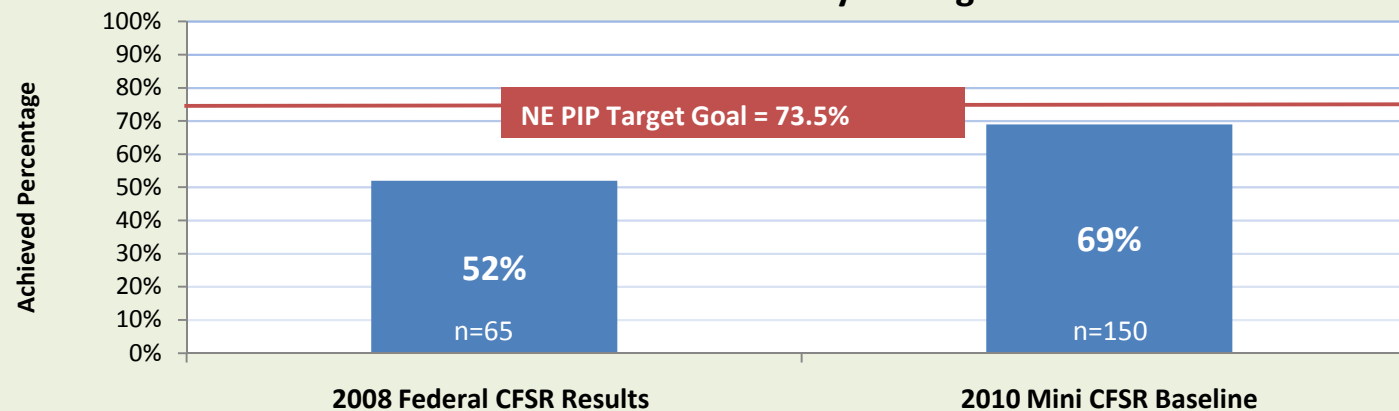 100%
90%
80%
70%
60%
50%
40%
30%
20%
10%
0%
Achieved Percentage
NE PIP Target Goal = 73.5%
52%
n=65
69%
n=150
2008 Federal CFSR Results
2010 Mini CFSR Baseline